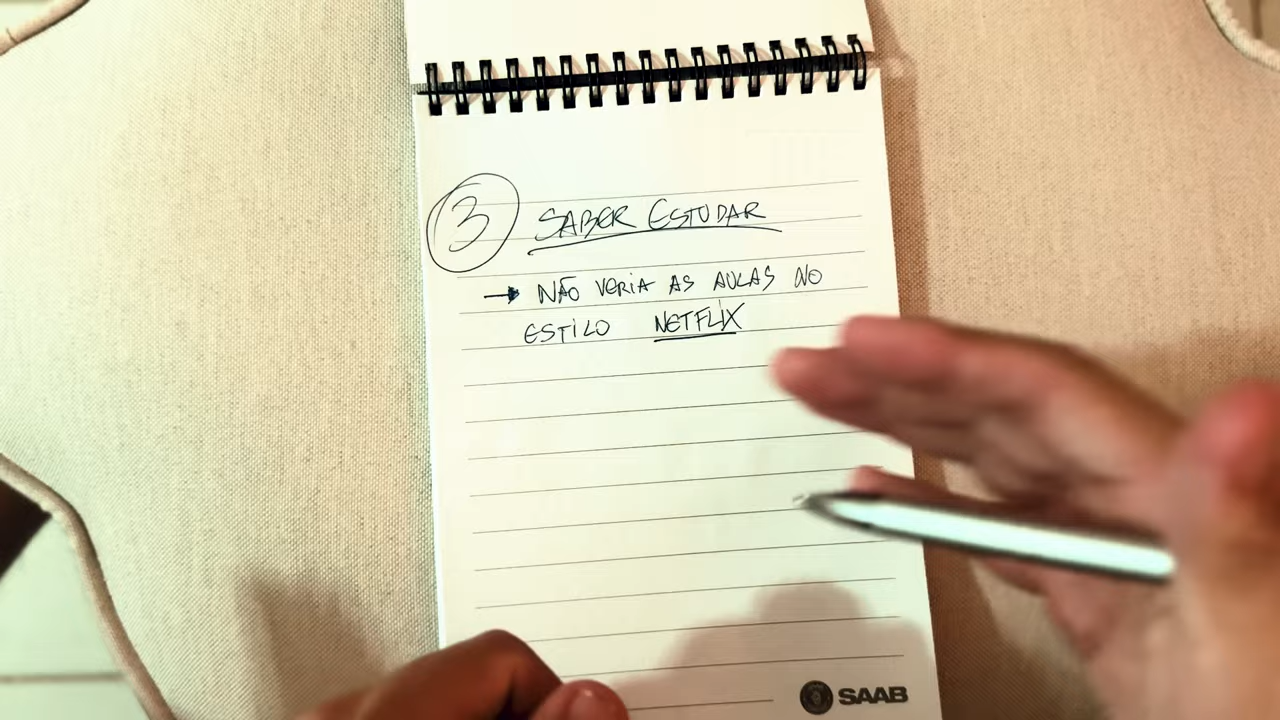 3 SABER ESTUDAR
→ NÃO VERIA AS AULAS NO
ESTILO NETFLIX
SAAB